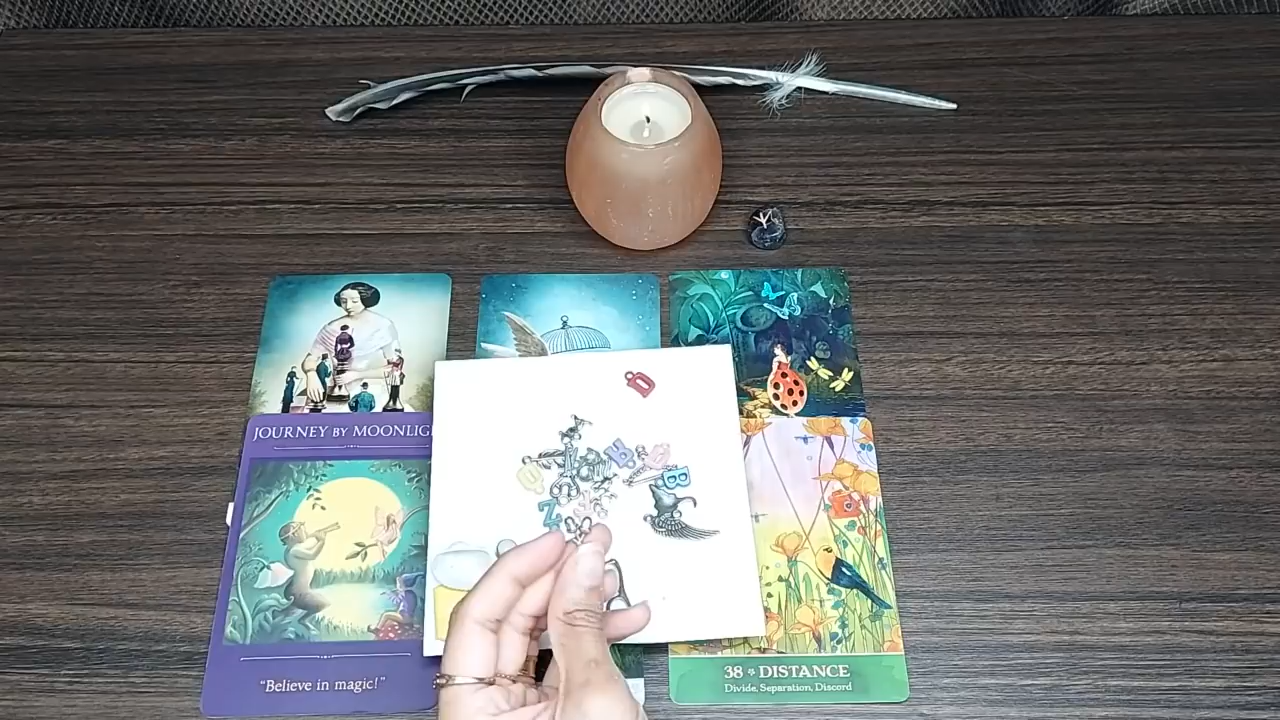 JOURNEY BY MOONLIG
"Believe in magic!"
38 DISTANCE
Divide, Separation, Discord
D
B
Z